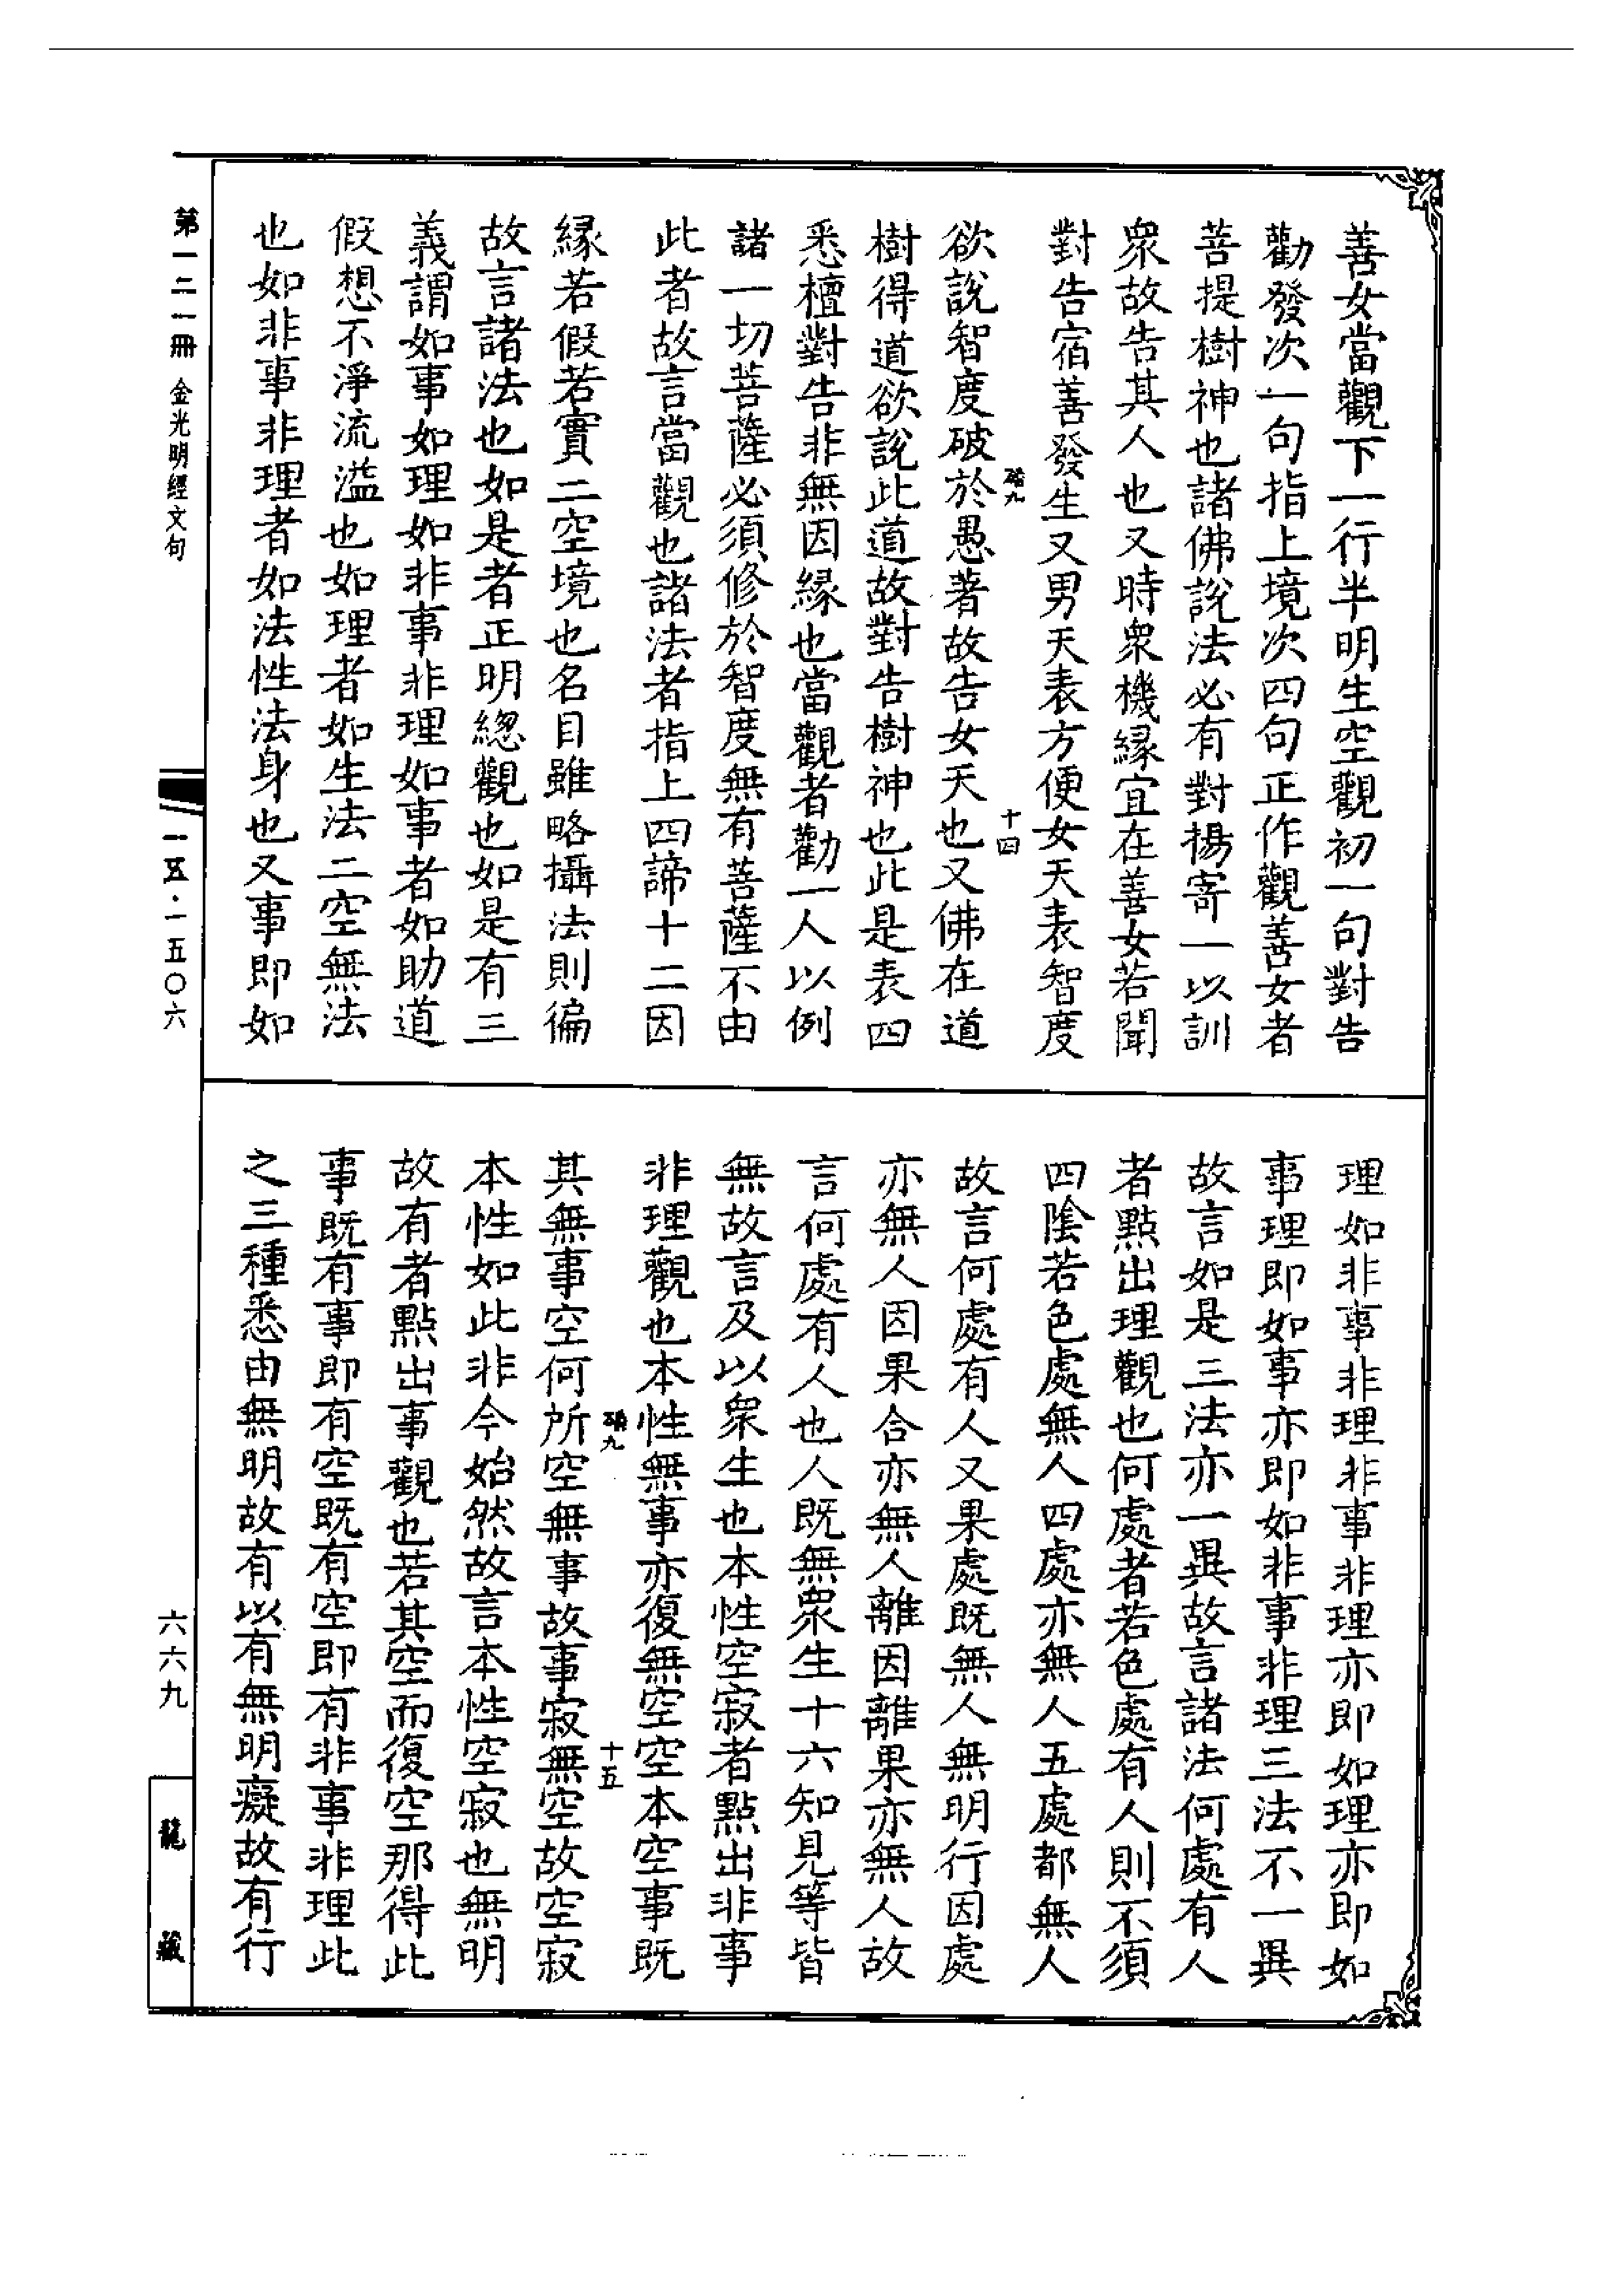 善女當觀下一行半明生空觀初一句對告
勸發次一句指上境次四句正作觀善女者
菩提樹神也諸佛說法必有對揚寄一以訓
衆故告其人也又時衆機緣宜在善女若聞
對告宿善發生又男天表方便女天表智度
欲說智度破於愚著故告女天也又佛在道
樹得道欲說此道故對告樹神也此是表四
悉檀對告非無因緣也當觀者勸一人以例
諸一切菩薩必須修於智度無有菩薩不由
此者故言當觀也諸法者指上四諦十二因
緣若假若實二空境也名目雖略攝法則徧
故言諸法也如是者正明總觀也如是有三
義謂如事如理如非事非理如事者如助道
假想不淨流溢也如理者如生法二空無法
也如非事非理者如法性法身也又事即如
理如非事非理非事非理亦即如理亦即如
事理即如事亦即如非事非理三法不一異
故言如是三法亦一異故言諸法何處有人
者點出理觀也何處者若色處有人則不須
四陰若色處無人四處亦無人五處都無人
故言何處有人又果處既無人無明行因處
亦無人因果合亦無人離因離果亦無人故
言何處有人也人既無衆生十六知見等皆
無故言及以衆生也本性空寂者點出非事
非理觀也本性無事亦復無空空本空事既
其無事空何所空無事故事寂無空故空寂
本性如此非今始然故言本性空寂也無明
故有者點出事觀也若其空而復空那得此
事既有事即有空既有空即有非事非理此
之三種悉由無明故有以有無明癡故有行
十四
九
十五
第一二一冊 金光明經文句
一五·一五〇六
六六九
龍藏